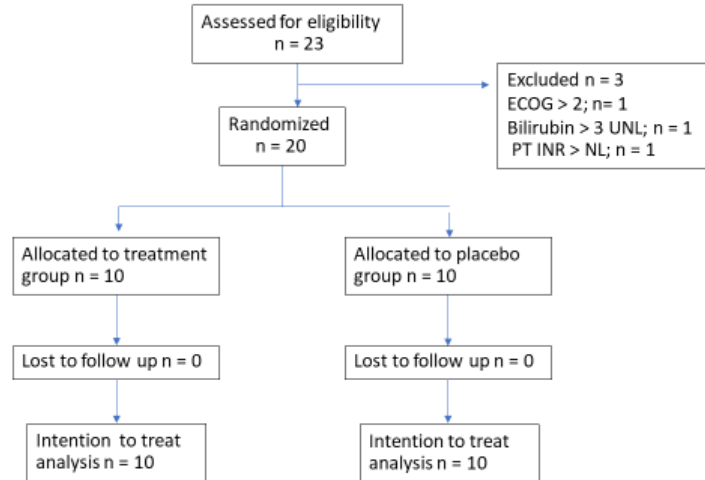 Assessed for eligibility
n = 23
Excluded n = 3
ECOG > 2; n= 1
Bilirubin > 3 UNL; n = 1
PT INR > NL; n = 1
Randomized
n = 20
Allocated to treatment
group n = 10
Allocated to placebo
group n = 10
Lost to follow up n = 0
Lost to follow up n = 0
Intention to treat
analysis n = 10
Intention to treat
analysis n = 10